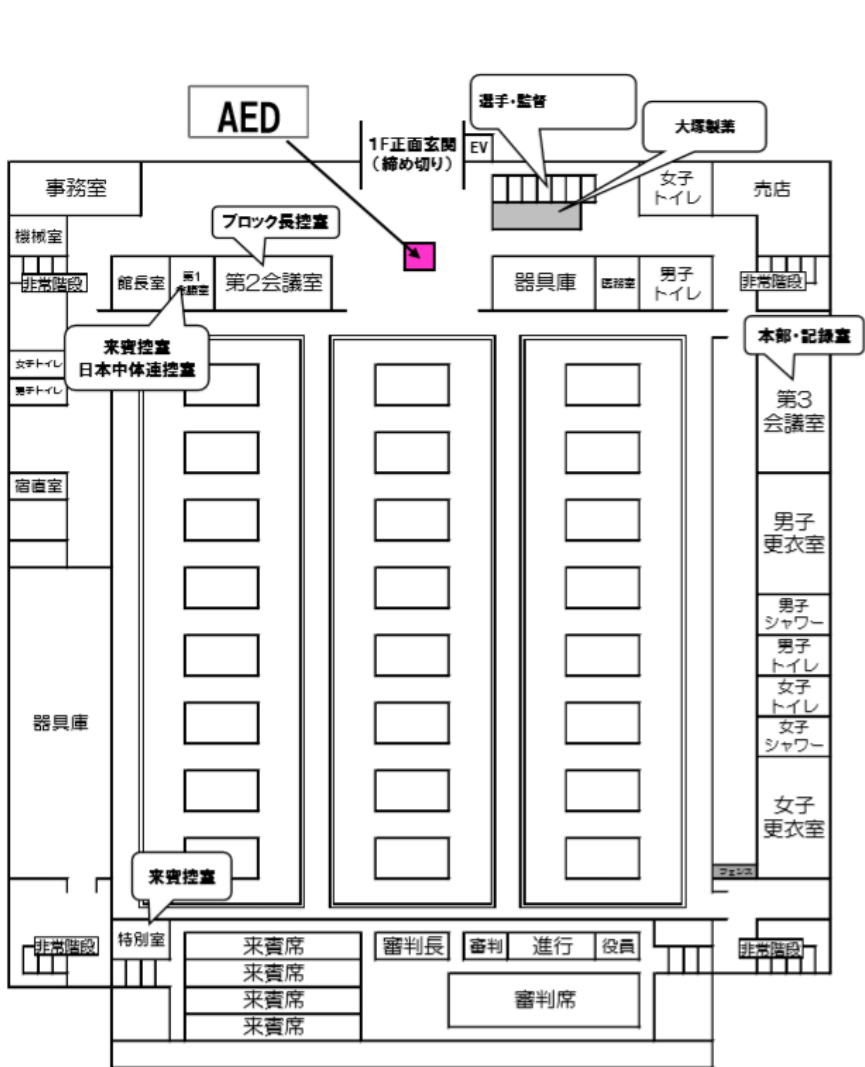 選手・監督
AED
大塚製薬
1F正面玄関
(締め切り)
EV
事務室
女子
トイレ
売店
機械室
ブロック長控室
非常階段
館長室
第1
第2会議室
器具庫
医務室
男子
トイレ
非常階段
来賓控室
日本中体連控室
本部・記録室
女子トイレ
男子トイレ
第3
会議室
宿直室
男子
更衣室
男子
シャワー
男子
トイレ
女子
トイレ
器具庫
女子
シャワー
女子
更衣室
来賓控室
フェンス
特別室
非常階段
来賓席
審判長
審判
進行
役員
非常階段
来賓席
来賓席
審判席
来賓席